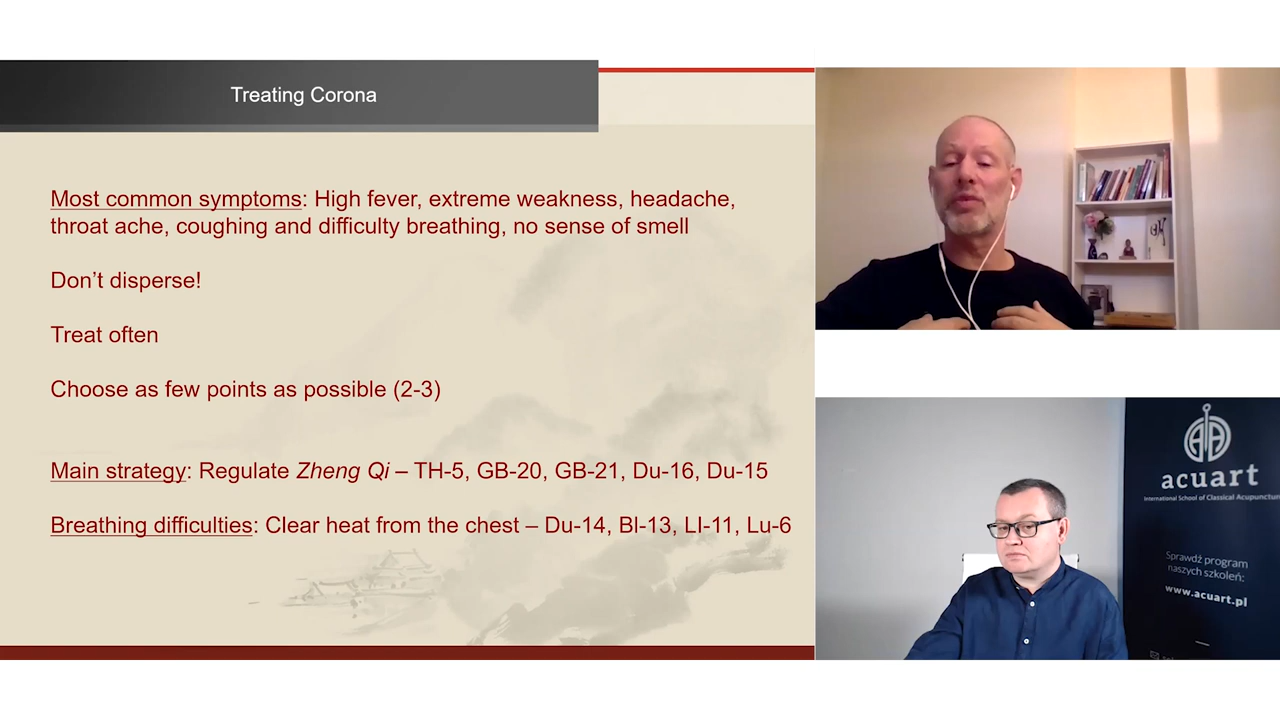 Treating Corona
Most common symptoms: High fever, extreme weakness, headache,
throat ache, coughing and difficulty breathing, no sense of smell
Don't disperse!
Treat often
Choose as few points as possible (2-3)
Main strategy: Regulate Zheng Qi – TH-5, GB-20, GB-21, Du-16, Du-15
Breathing difficulties: Clear heat from the chest – Du-14, Bl-13, LI-11, Lu-6
acuart
International School of Classical Acupunctur
Sprawdź program
naszych szkoleń:
www.acuart.pl